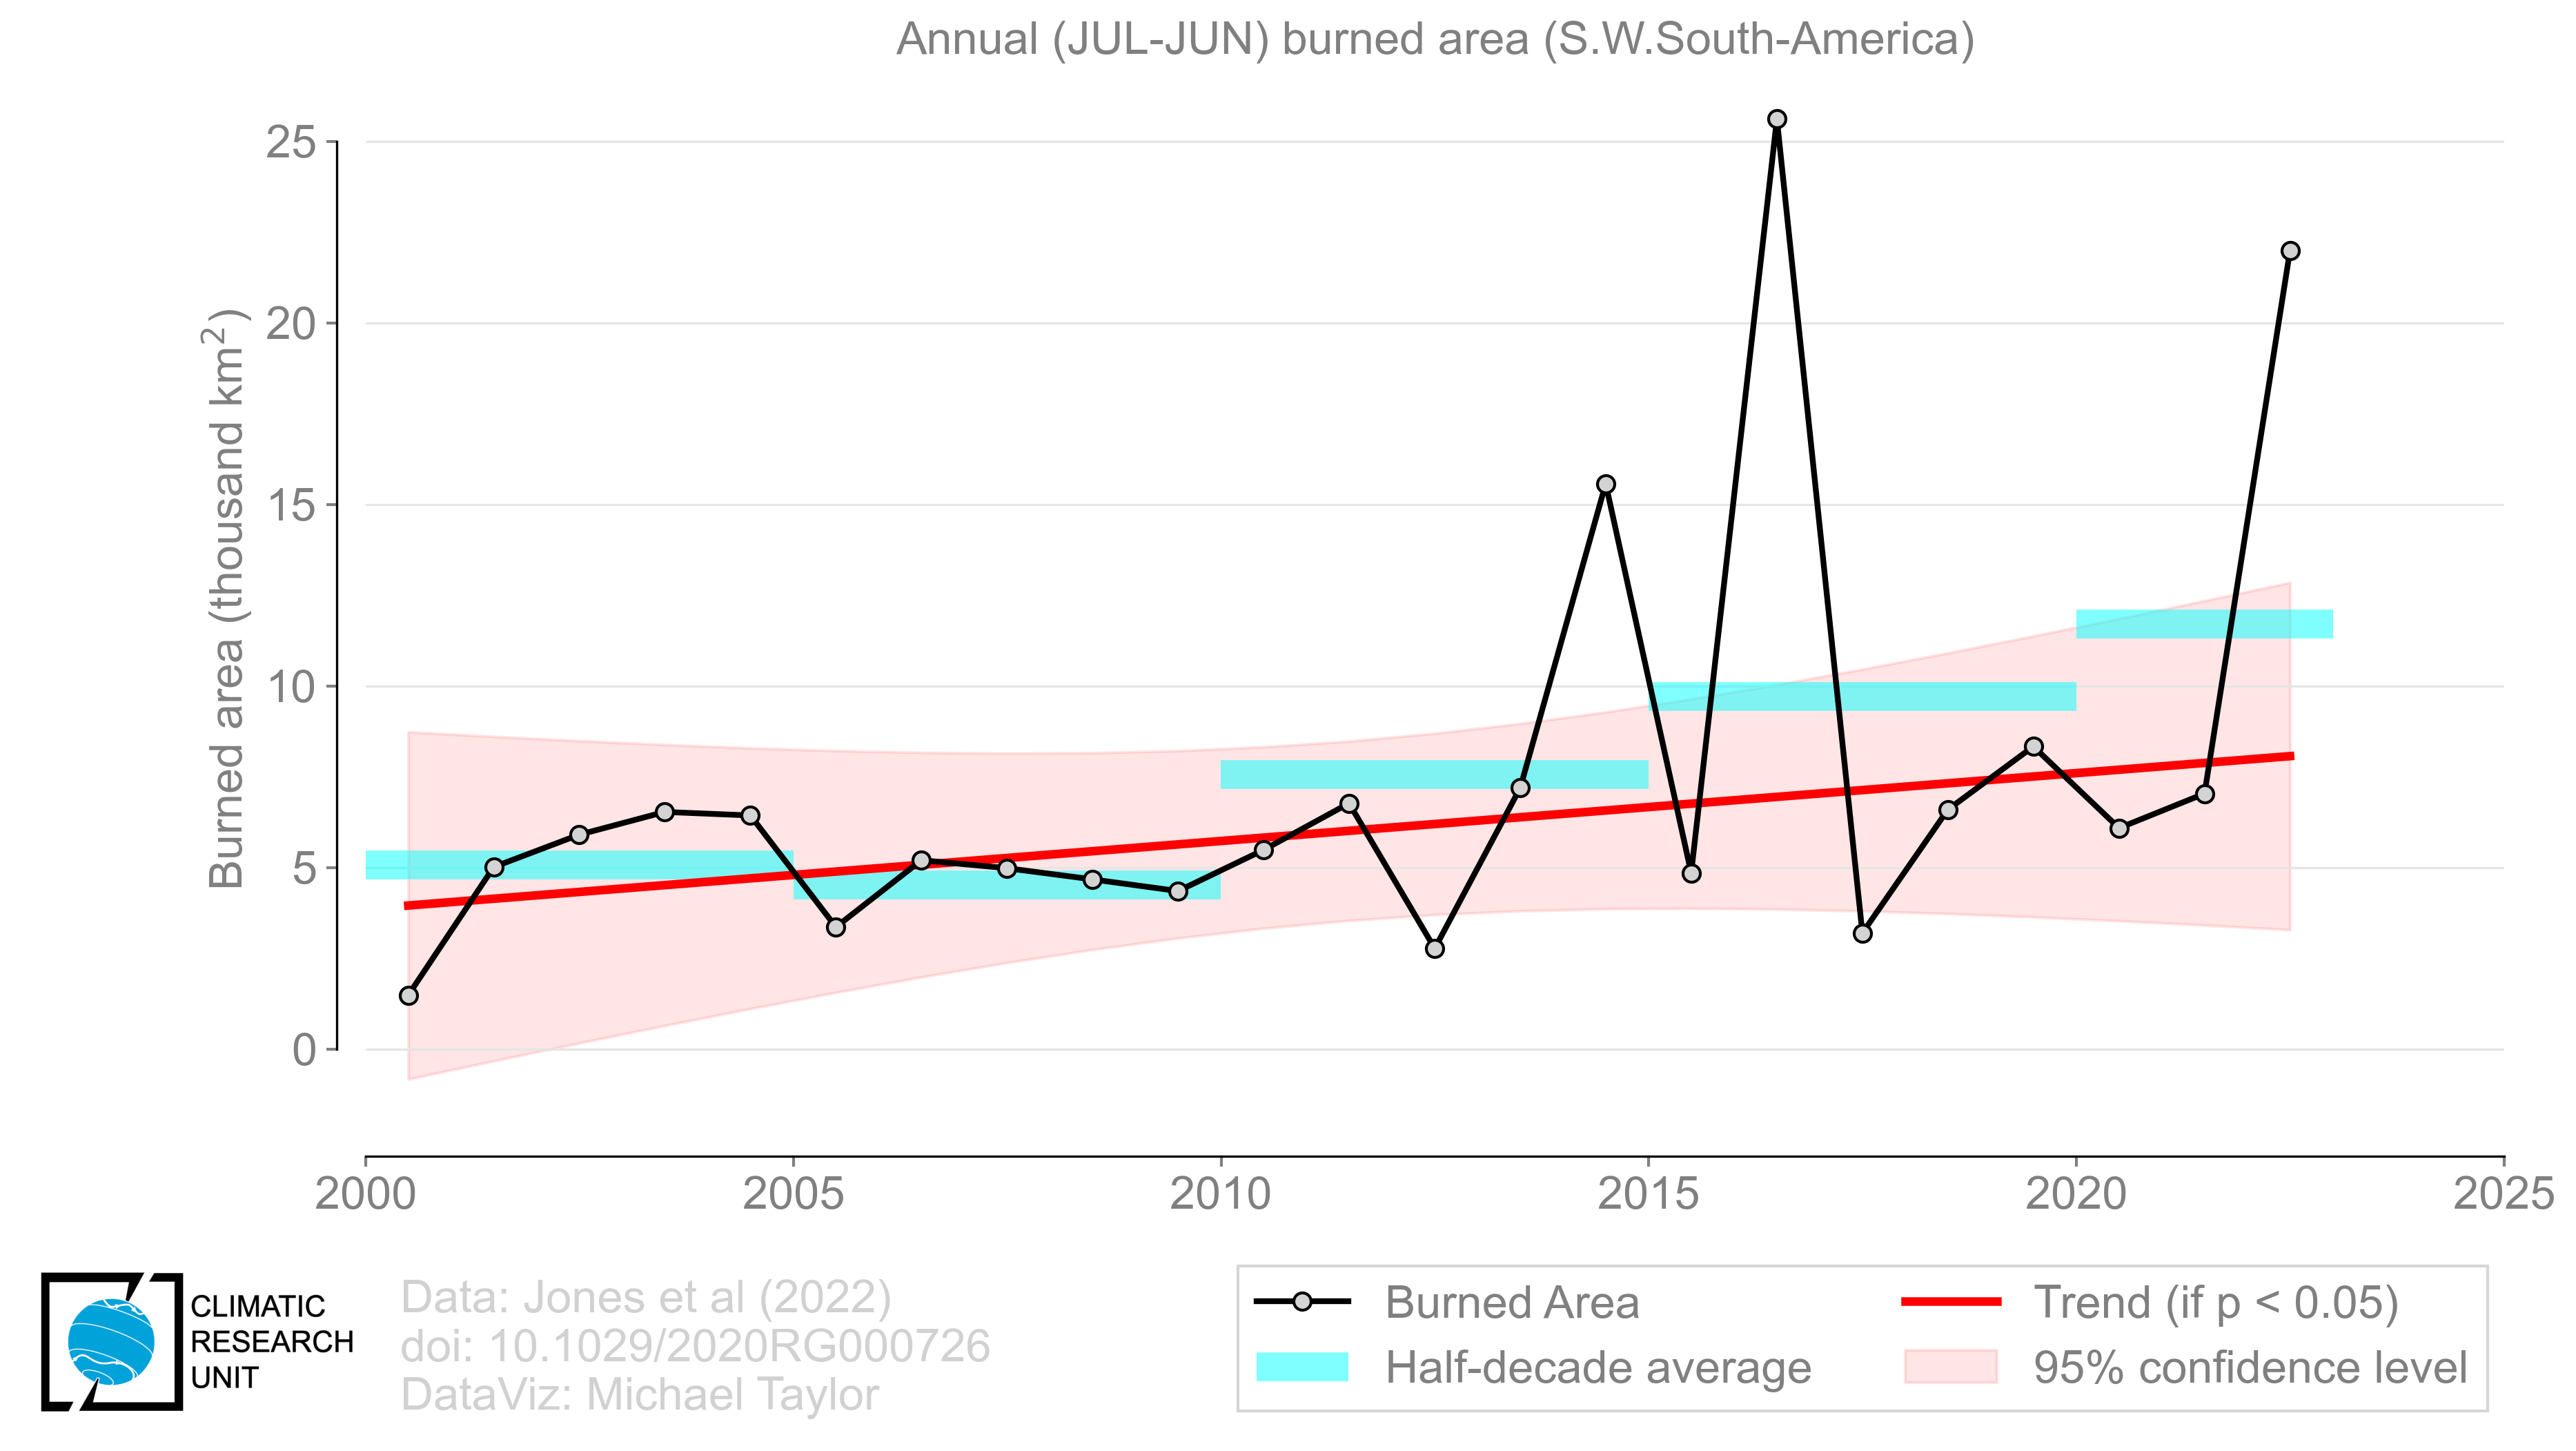 Annual (JUL-JUN) burned area (S.W.South-America)
Burned area (thousand km²)
25
20
15
10
5
0
2000 2005 2010 2015 2020 2025
CLIMATIC
RESEARCH
UNIT
Data: Jones et al (2022)
doi: 10.1029/2020RG000726
DataViz: Michael Taylor
Burned Area
Half-decade average
Trend (if p < 0.05)
95% confidence level